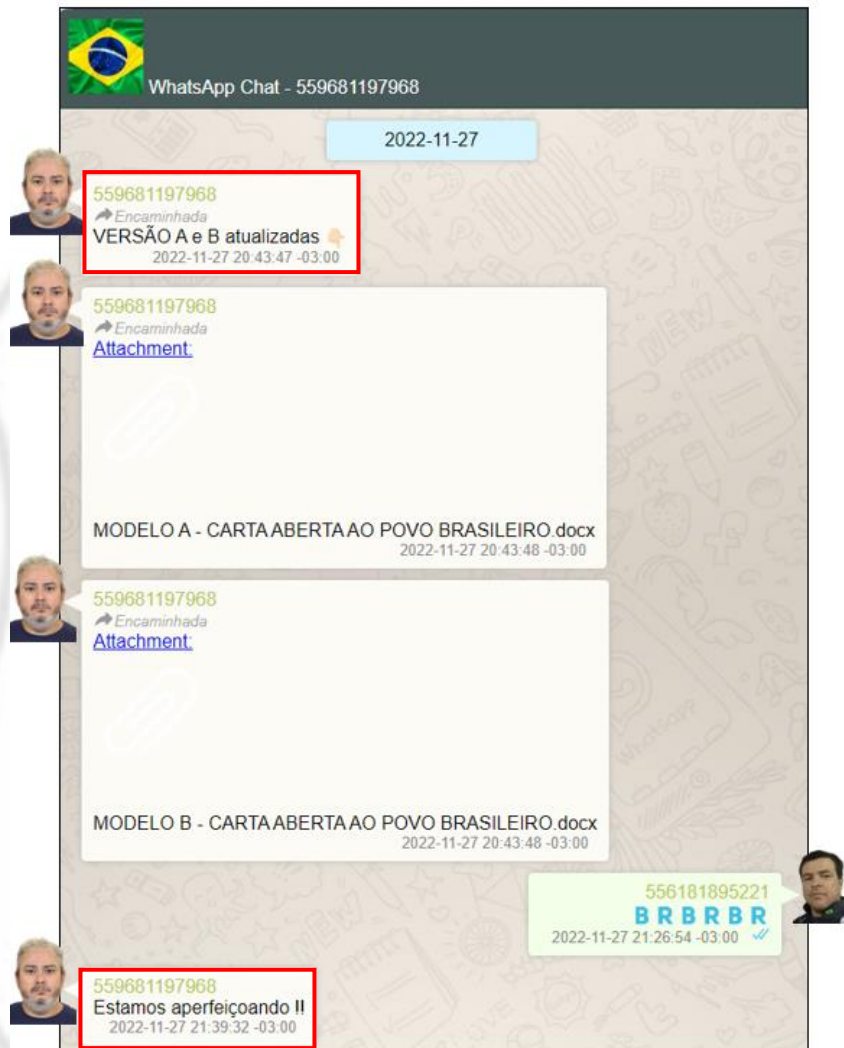 WhatsApp Chat - 559681197968
2022-11-27
559681197968
Encaminhada
VERSÃO A e B atualizadas 👇🏻
2022-11-27 20:43:47 -03:00
559681197968
Encaminhada
Attachment:
MODELO A - CARTA ABERTA AO POVO BRASILEIRO.docx
2022-11-27 20:43:48 -03:00
559681197968
Encaminhada
Attachment:
MODELO B - CARTA ABERTA AO POVO BRASILEIRO.docx
2022-11-27 20:43:48 -03:00
556181895221
B R B R B R
2022-11-27 21:26:54 -03:00
559681197968
Estamos aperfeiçoando !!
2022-11-27 21:39:32 -03:00